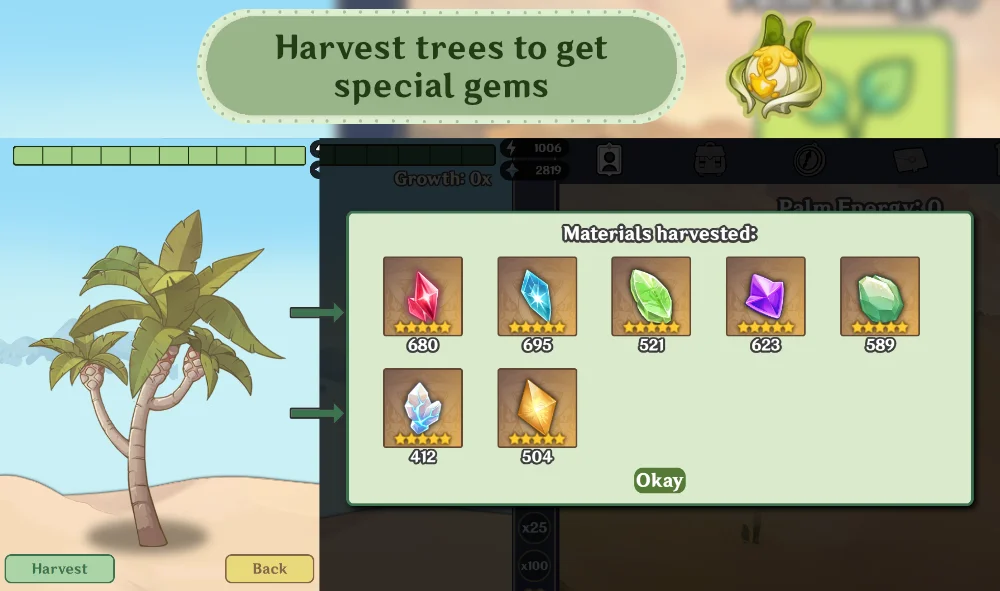 Harvest trees to get
special gems
1006
2819
Growth: 0x
Palm Energy: 0
Materials harvested:
680 695 521 623 589
412 504
Okay
x25
x100
Harvest Back